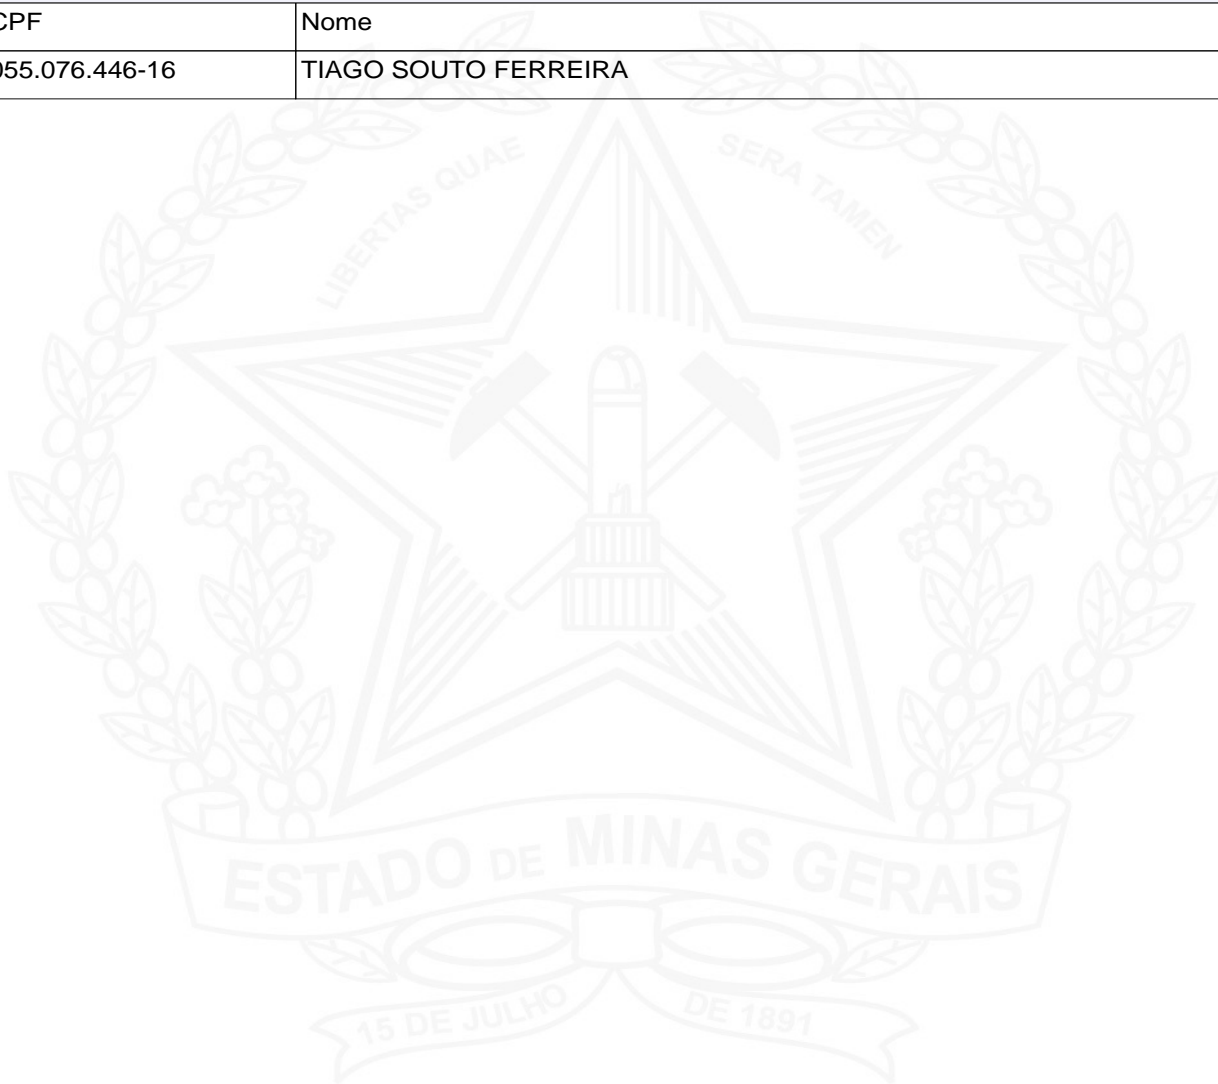 CPF Nome
055.076.446-16 TIAGO SOUTO FERREIRA
LIBERTAS QUAE SERA TAMEN
ESTADO DE MINAS GERAIS
15 DE JULHO DE 1891